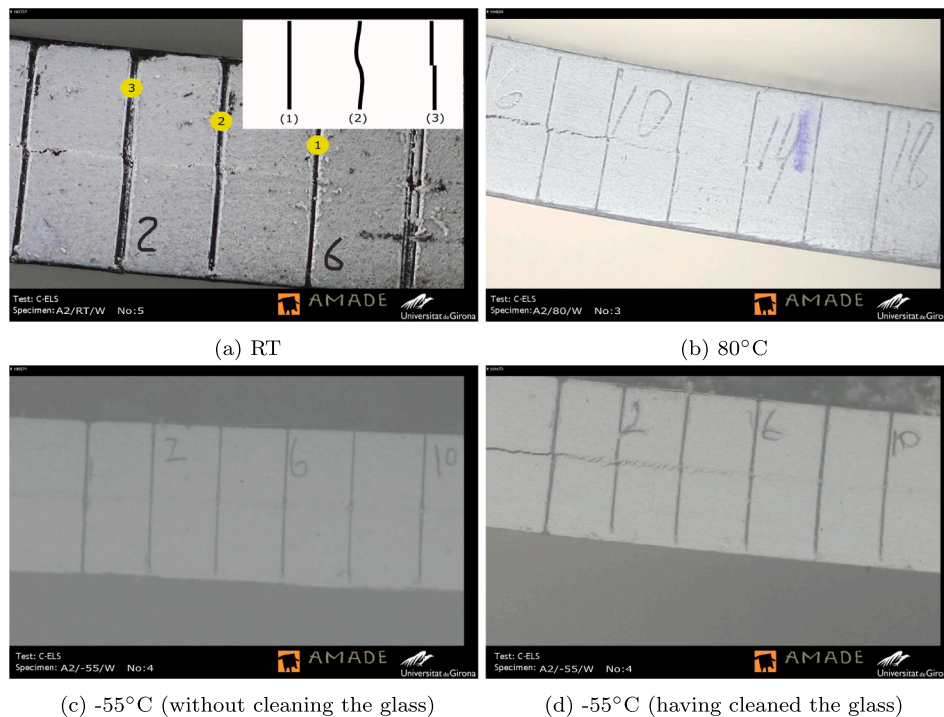 (1) (2) (3)
3
2
1
2
6
Test: C-ELS
Specimen: A2/RT/W No:5
AMADE
Universitat de Girona
(a) RT
10
Test: C-ELS
Specimen: A2/80/W No:3
AMADE
Universitat de Girona
(b) 80°C
2 6 10
Test: C-ELS
Specimen: A2/-55/W No:4
AMADE
Universitat de Girona
(c) -55°C (without cleaning the glass)
2 6 10
Test: C-ELS
Specimen: A2/-55/W No:4
AMADE
Universitat de Girona
(d) -55°C (having cleaned the glass)